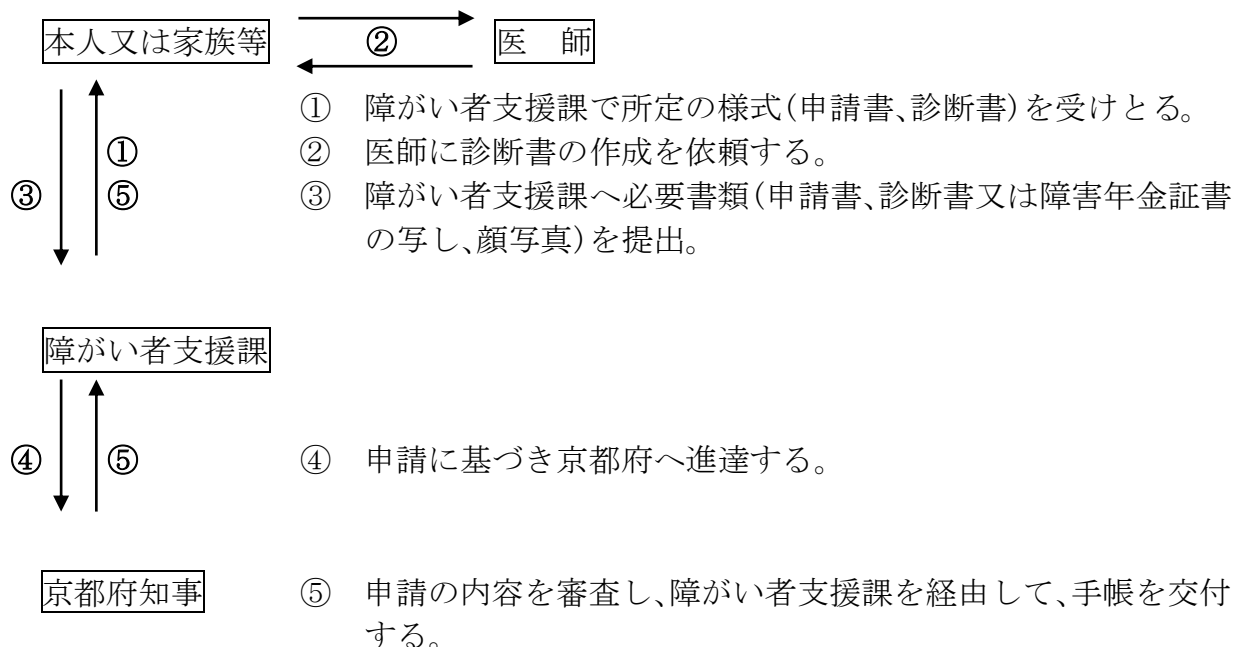 本人又は家族等 ② 医　師
① 障がい者支援課で所定の様式(申請書、診断書)を受けとる。
①
② 医師に診断書の作成を依頼する。
③ ⑤ ③ 障がい者支援課へ必要書類(申請書、診断書又は障害年金証書
の写し、顔写真)を提出。
障がい者支援課
④ ⑤ ④ 申請に基づき京都府へ進達する。
京都府知事 ⑤ 申請の内容を審査し、障がい者支援課を経由して、手帳を交付
する。